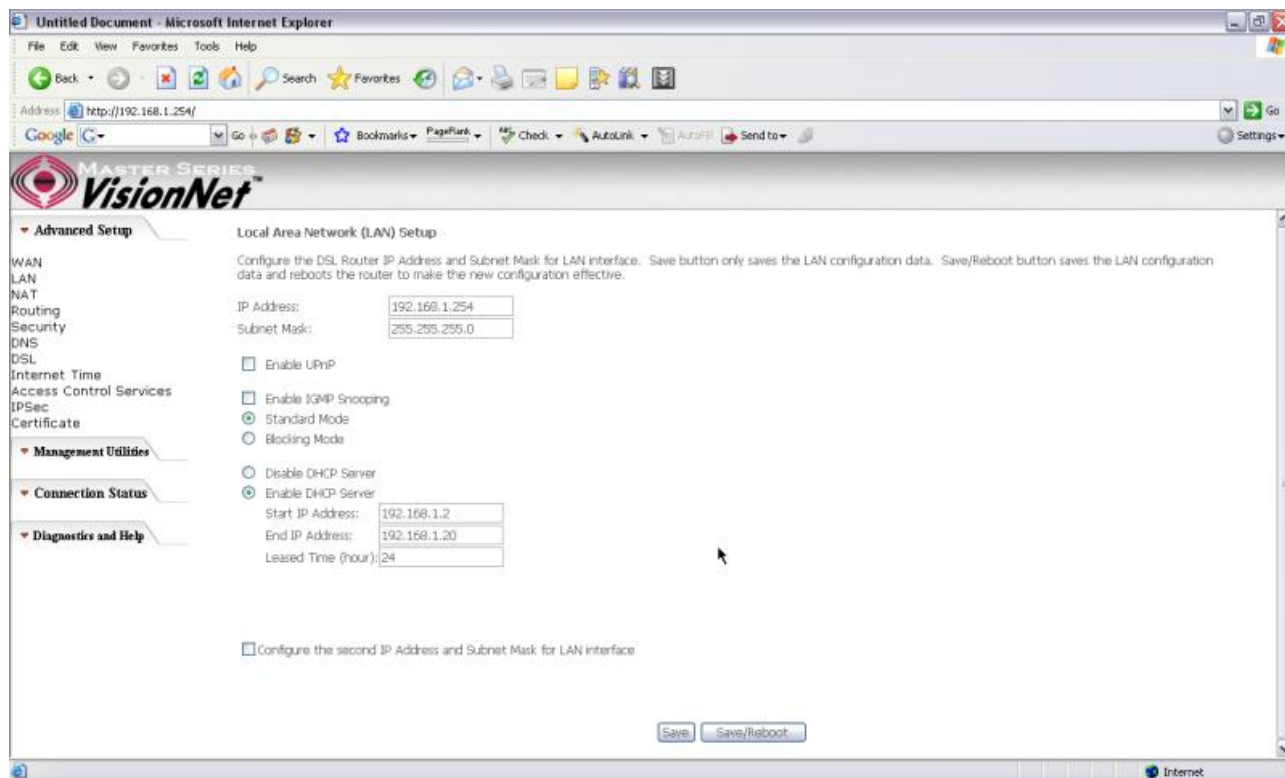 Untitled Document - Microsoft Internet Explorer
File Edit View Favorites Tools Help
Back Search Favorites
Address http://192.168.1.254/ Go
Google G Go Bookmarks PageRank Check AutoLink AutoFill Send to Settings
MASTER SERIES
VisionNet™
Advanced Setup
WAN
LAN
NAT
Routing
Security
DNS
DSL
Internet Time
Access Control Services
IPSec
Certificate
Management Utilities
Connection Status
Diagnostics and Help
Local Area Network (LAN) Setup
Configure the DSL Router IP Address and Subnet Mask for LAN interface. Save button only saves the LAN configuration data. Save/Reboot button saves the LAN configuration
data and reboots the router to make the new configuration effective.
IP Address: 192.168.1.254
Subnet Mask: 255.255.255.0
Enable UPnP
Enable IGMP Snooping
Standard Mode
Blocking Mode
Disable DHCP Server
Enable DHCP Server
Start IP Address: 192.168.1.2
End IP Address: 192.168.1.20
Leased Time (hour): 24
Configure the second IP Address and Subnet Mask for LAN interface
Save Save/Reboot
Internet